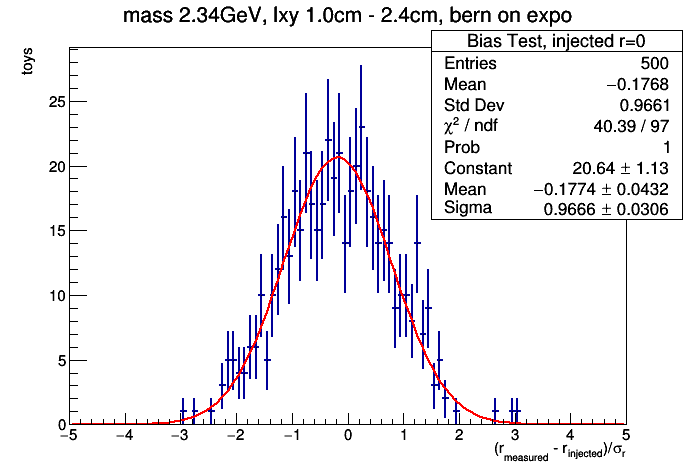 mass 2.34GeV, lxy 1.0cm - 2.4cm, bern on expo
Bias Test, injected r=0
Entries 500
Mean −0.1768
Std Dev 0.9661
χ² / ndf 40.39 / 97
Prob 1
Constant 20.64 ± 1.13
Mean −0.1774 ± 0.0432
Sigma 0.9666 ± 0.0306
toys
25
20
15
10
5
0
−5 −4 −3 −2 −1 0 1 2 3 4 5
(r_measured - r_injected)/σ_r